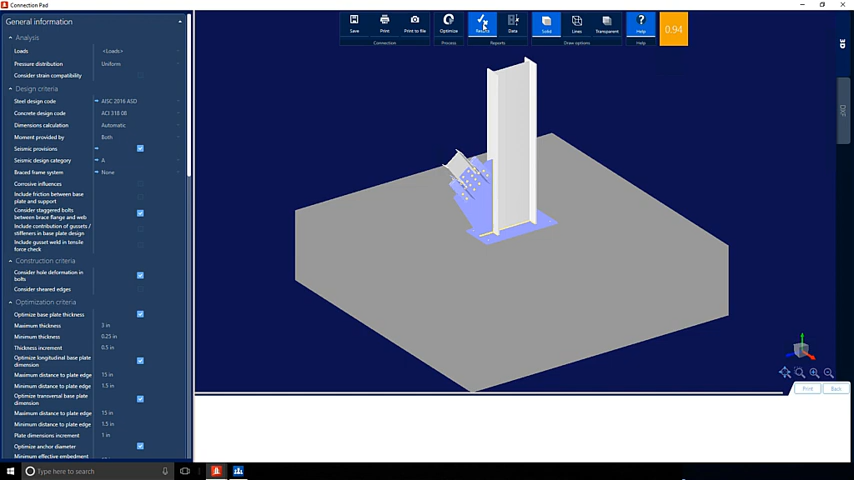 Connection Pad
General information
Analysis
Loads <Loads>
Pressure distribution Uniform
Consider strain compatibility
Design criteria
Steel design code AISC 2016 ASD
Concrete design code ACI 318 08
Dimensions calculation Automatic
Moment provided by Both
Seismic provisions
Seismic design category A
Braced frame system None
Corrosive influences
Include friction between base
plate and support
Consider staggered bolts
between brace flange and web
Include contribution of gussets /
stiffeners in base plate design
Include gusset weld in tensile
force check
Construction criteria
Consider hole deformation in
bolts
Consider sheared edges
Optimization criteria
Optimize base plate thickness
Maximum thickness 3 in
Minimum thickness 0.25 in
Thickness increment 0.5 in
Optimize longitudinal base plate
dimension
Maximum distance to plate edge 15 in
Minimum distance to plate edge 1.5 in
Optimize transversal base plate
dimension
Maximum distance to plate edge 15 in
Minimum distance to plate edge 1.5 in
Plate dimensions increment 1 in
Optimize anchor diameter
Minimum effective embedment
Save Print Print to file Optimize Results Data Solid Lines Transparent Help
Connection Process Reports Draw options Help
0.94
3D
DXF
Print Back
Type here to search